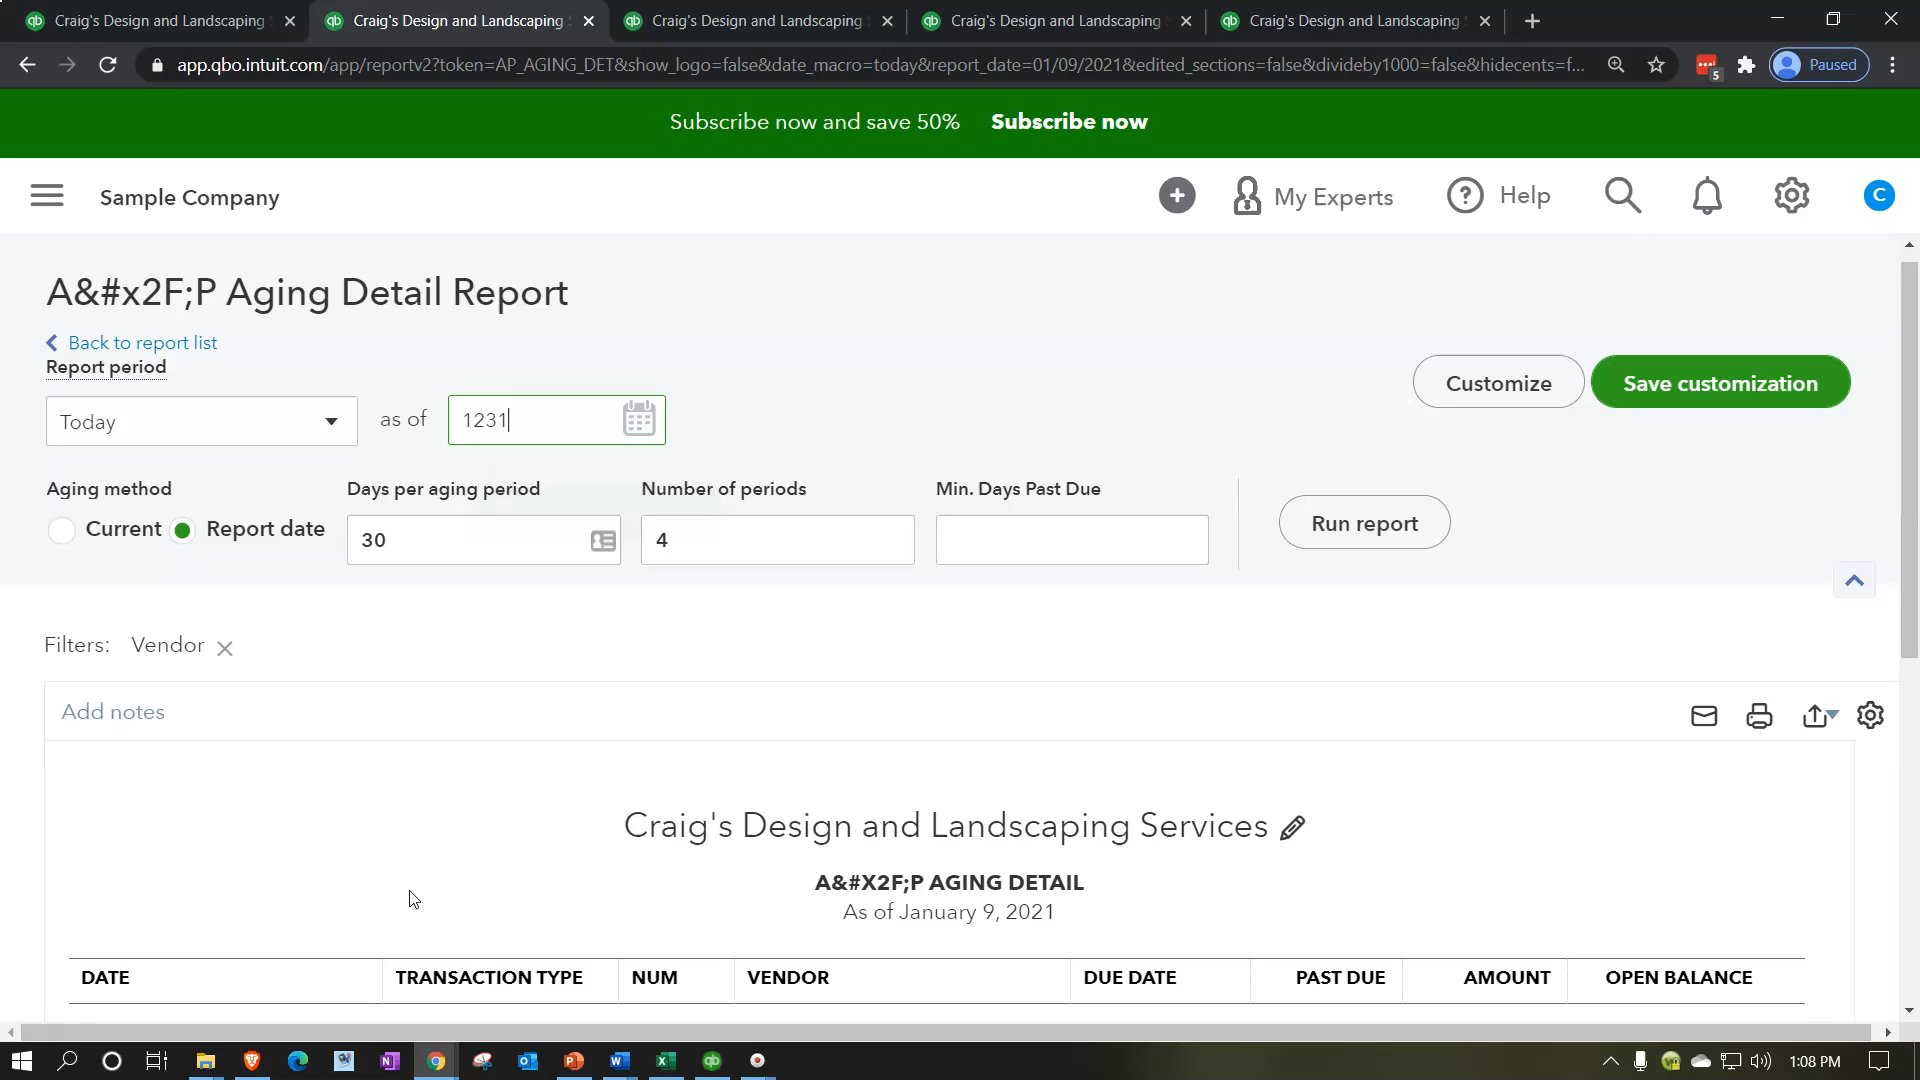 Craig's Design and Landscaping
Craig's Design and Landscaping
Craig's Design and Landscaping
Craig's Design and Landscaping
Craig's Design and Landscaping
app.qbo.intuit.com/app/reportv2?token=AP_AGING_DET&show_logo=false&date_macro=today&report_date=01/09/2021&edited_sections=false&divideby1000=false&hidecents=f...
5
Paused
Subscribe now and save 50% Subscribe now
Sample Company
My Experts
Help
C
A&#x2F;P Aging Detail Report
Back to report list
Report period
Customize
Save customization
Today
as of
1231
Aging method
Days per aging period
Number of periods
Min. Days Past Due
Current
Report date
30
4
Run report
Filters: Vendor
Add notes
Craig's Design and Landscaping Services
A&#X2F;P AGING DETAIL
As of January 9, 2021
DATE TRANSACTION TYPE NUM VENDOR DUE DATE PAST DUE AMOUNT OPEN BALANCE
1:08 PM